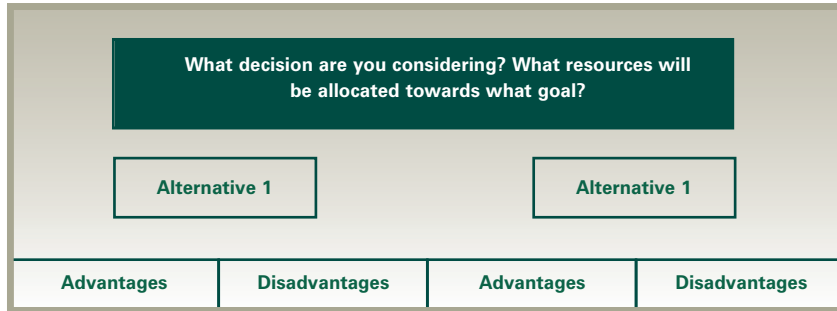 What decision are you considering? What resources will
be allocated towards what goal?
Alternative 1
Alternative 1
Advantages
Disadvantages
Advantages
Disadvantages